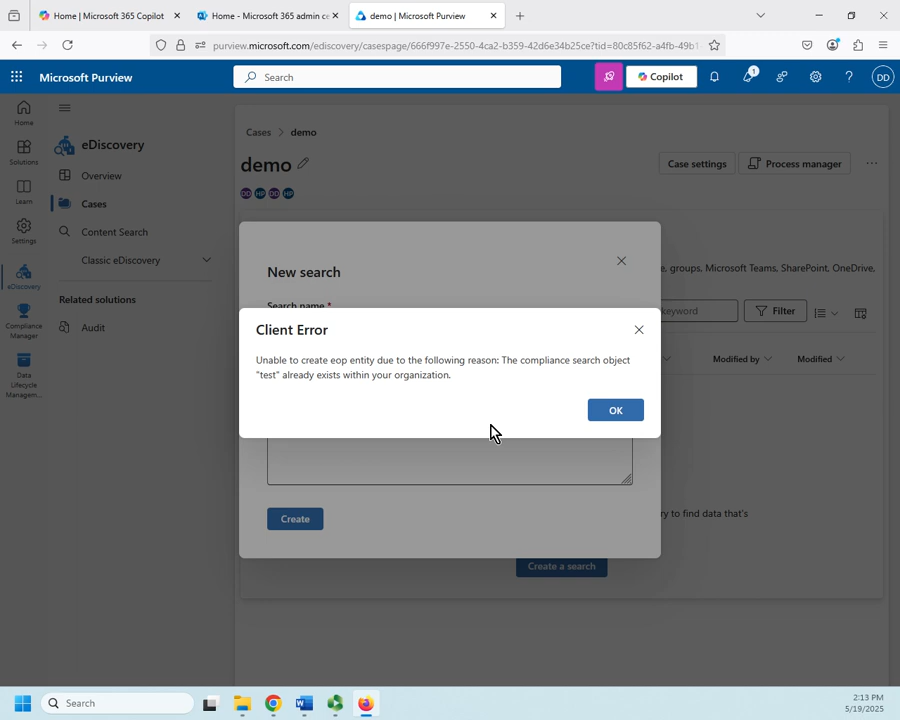 Home | Microsoft 365 Copilot
Home - Microsoft 365 admin ce
demo | Microsoft Purview
purview.microsoft.com/ediscovery/casespage/666f997e-2550-4ca2-b359-42d6e34b25ce?tid=80c85f62-a4fb-49b1-
Microsoft Purview
Search
Copilot
1
?
DD
Home
Solutions
Learn
Settings
eDiscovery
Compliance
Manager
Data
Lifecycle
Managem...
eDiscovery
Overview
Cases
Content Search
Classic eDiscovery
Related solutions
Audit
Cases > demo
demo
Case settings
Process manager
...
DD HP DD HP
e, groups, Microsoft Teams, SharePoint, OneDrive,
keyword
Filter
Modified by
Modified
ry to find data that's
Create a search
New search
Search name *
Client Error
Unable to create eop entity due to the following reason: The compliance search object
"test" already exists within your organization.
OK
Create
Search
2:13 PM
5/19/2025